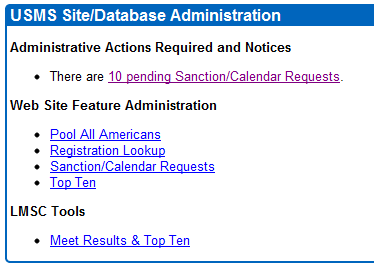 USMS Site/Database Administration
Administrative Actions Required and Notices
• There are 10 pending Sanction/Calendar Requests.
Web Site Feature Administration
• Pool All Americans
• Registration Lookup
• Sanction/Calendar Requests
• Top Ten
LMSC Tools
• Meet Results & Top Ten